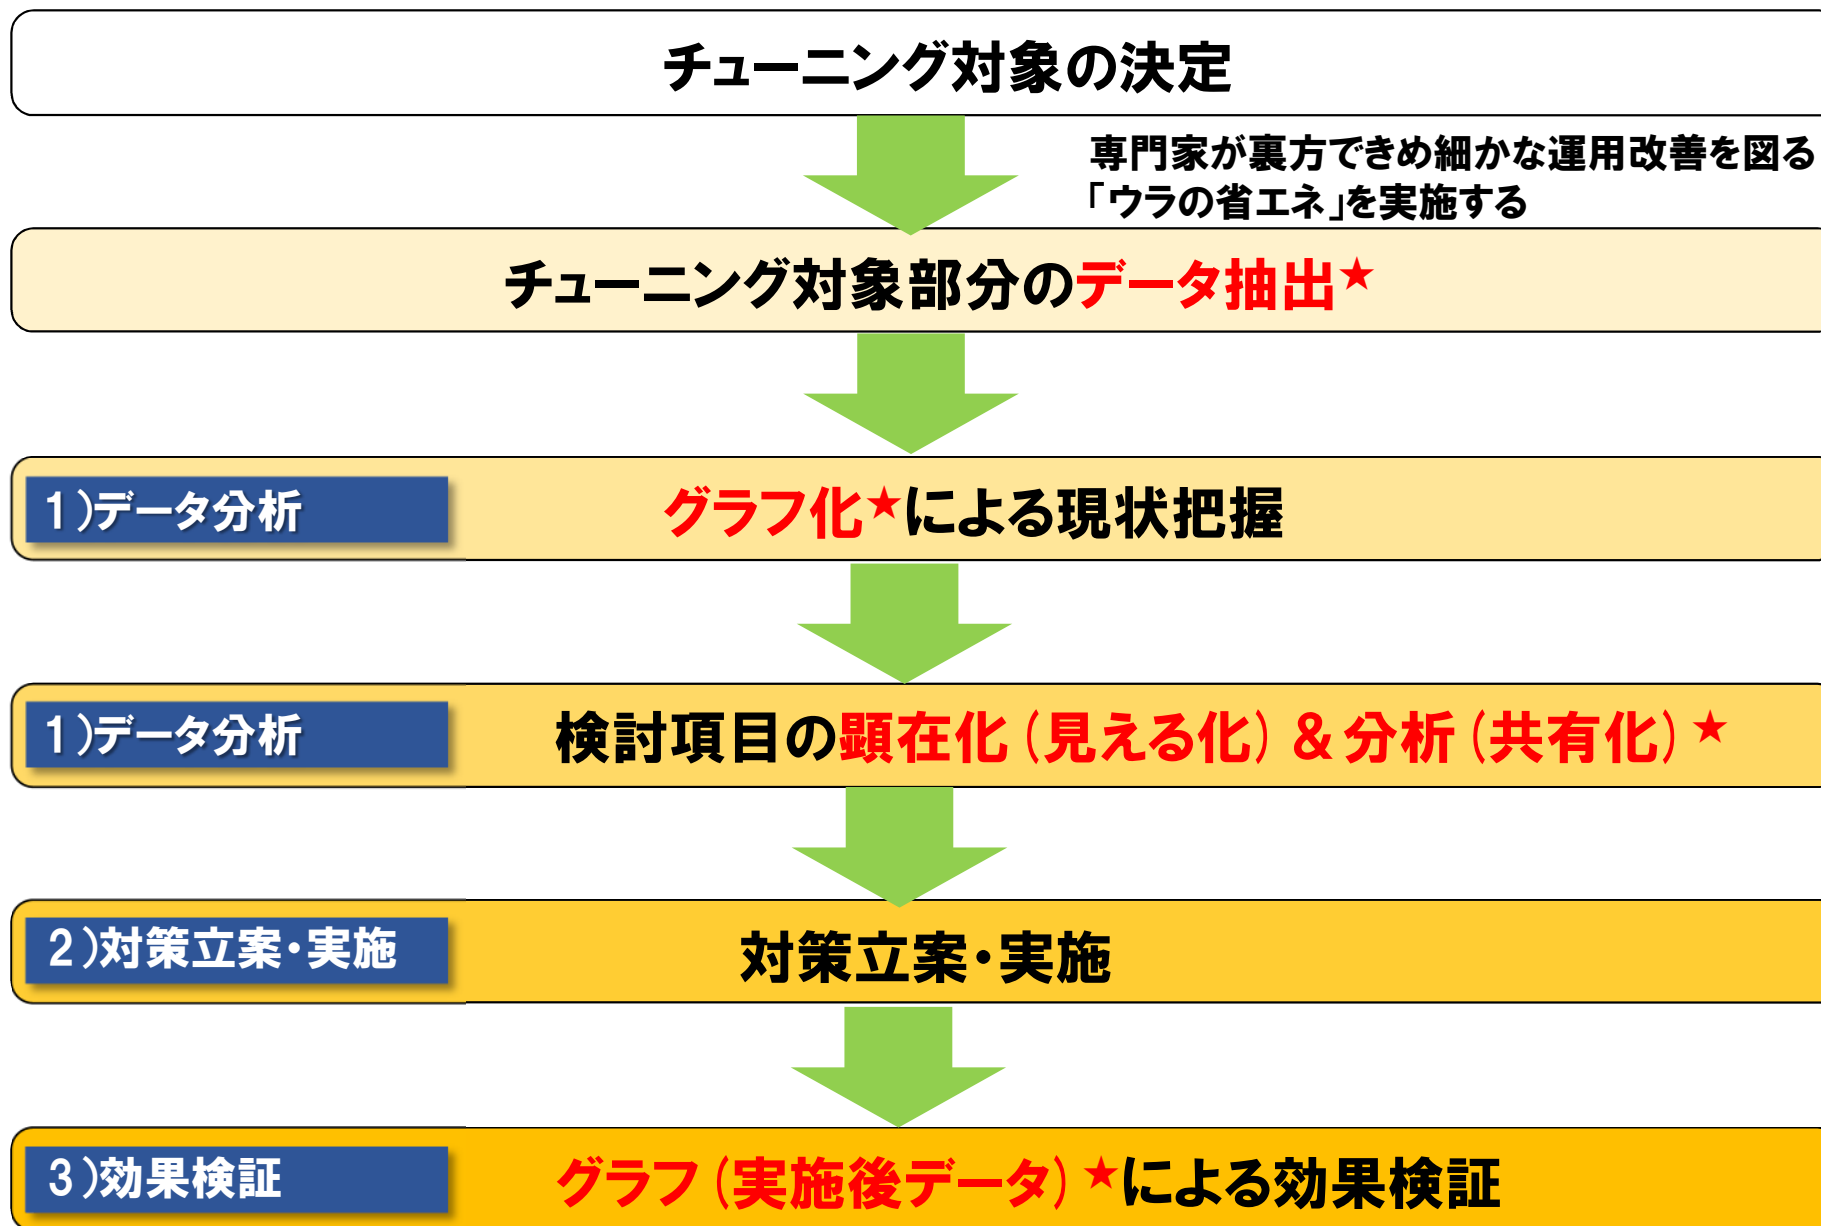 チューニング対象の決定
専門家が裏方できめ細かな運用改善を図る
「ウラの省エネ」を実施する
チューニング対象部分のデータ抽出★
1)データ分析
グラフ化★による現状把握
1)データ分析
検討項目の顕在化(見える化)&分析(共有化)★
2)対策立案・実施
対策立案・実施
3)効果検証
グラフ(実施後データ)★による効果検証